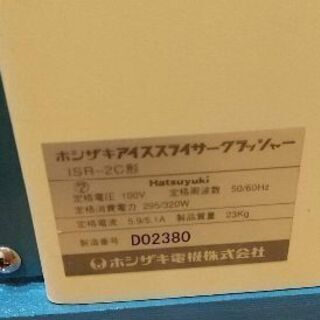 ホシザキアイススライサークラッシャー
ISR-2C形
Hatsuyuki
定格電圧 100V 定格周波数 50/60Hz
定格消費電力 295/320W
定格電流 5.9/5.1A 製品質量 23Kg
製造番号 D02380
ホシザキ電機株式会社